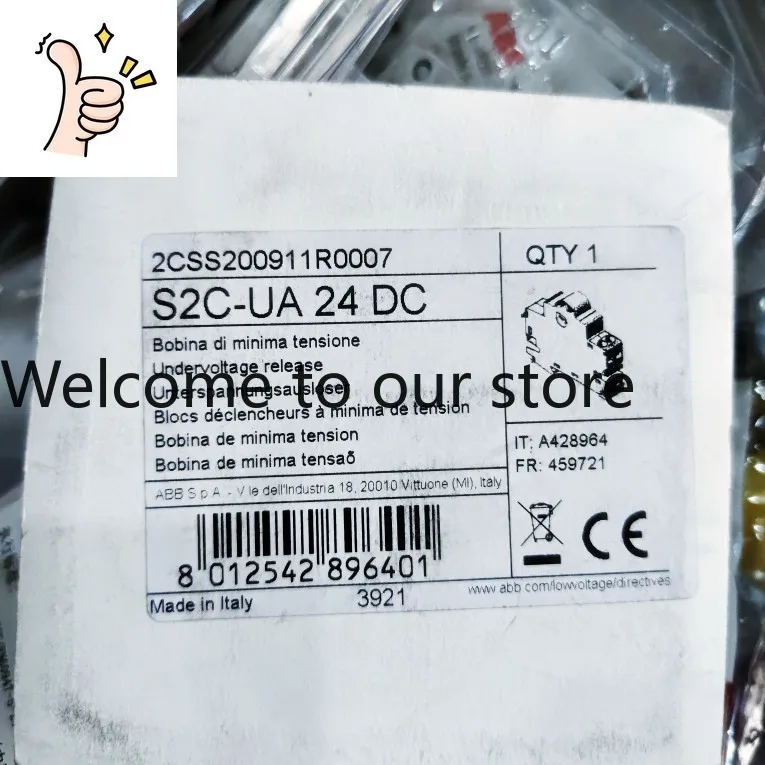 2CSS200911R0007
QTY 1
S2C-UA 24 DC
Bobina di minima tensione
Undervoltage release
Welcome to our store
Unterspannungsauslöser
Blocs déclencheurs à minima de tension
Bobina de minima tension
Bobina de minima tensaõ
IT: A428964
FR: 459721
ABB S.p.A. - V.le dell'Industria 18, 20010 Vittuone (MI), Italy
CE
8 012542 896401
Made in Italy
3921
www.abb.com/lowvoltage/directives